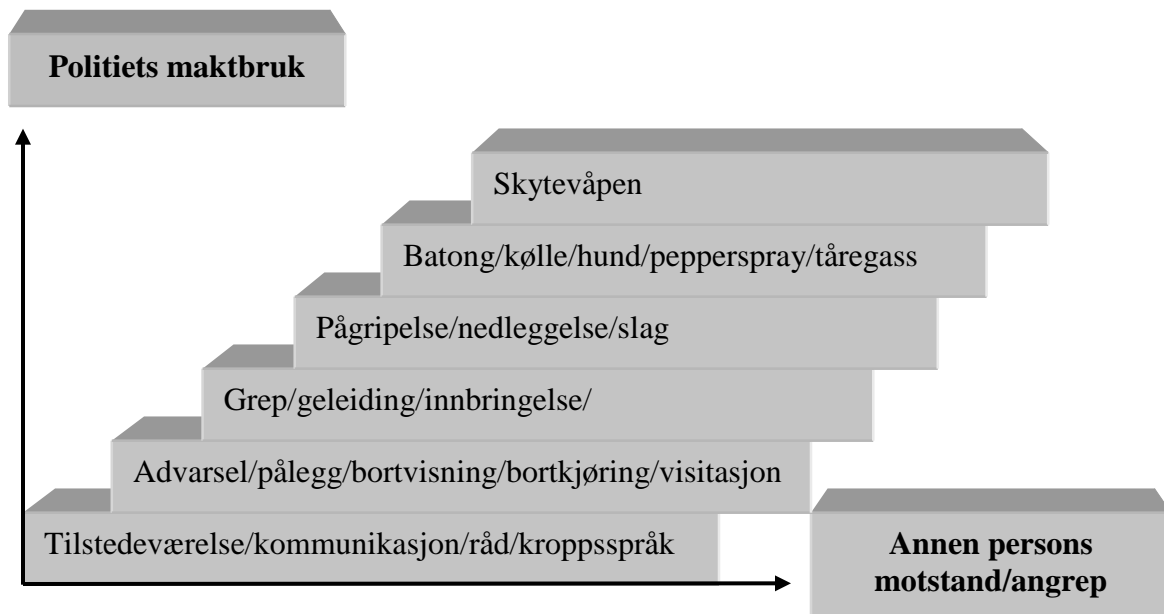 Politiets maktbruk
Skytevåpen
Batong/kølle/hund/pepperspray/tåregass
Pågripelse/nedleggelse/slag
Grep/geleiding/innbringelse/
Advarsel/pålegg/bortvisning/bortkjøring/visitasjon
Tilstedeværelse/kommunikasjon/råd/kroppsspråk
Annen persons
motstand/angrep